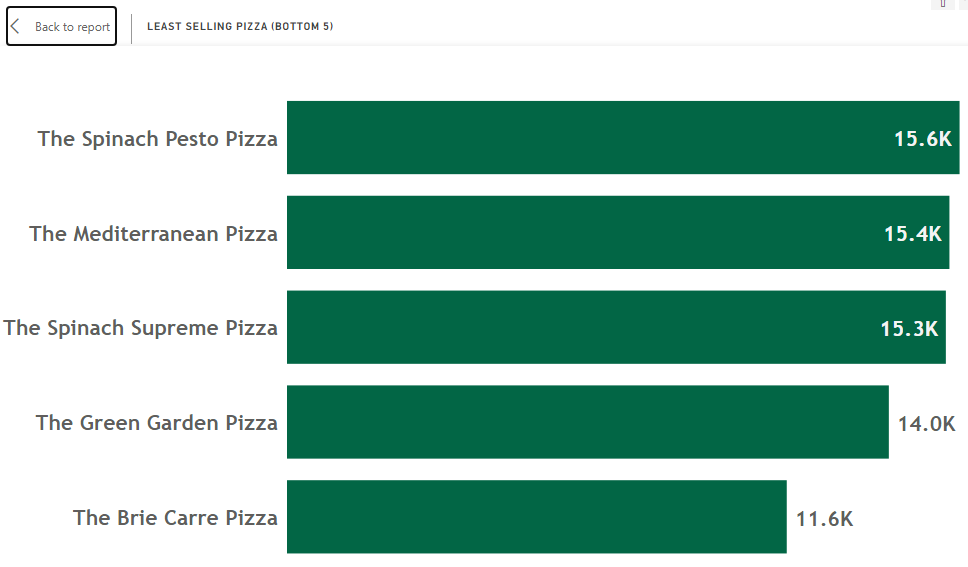 Back to report
LEAST SELLING PIZZA (BOTTOM 5)
The Spinach Pesto Pizza 15.6K
The Mediterranean Pizza 15.4K
The Spinach Supreme Pizza 15.3K
The Green Garden Pizza 14.0K
The Brie Carre Pizza 11.6K